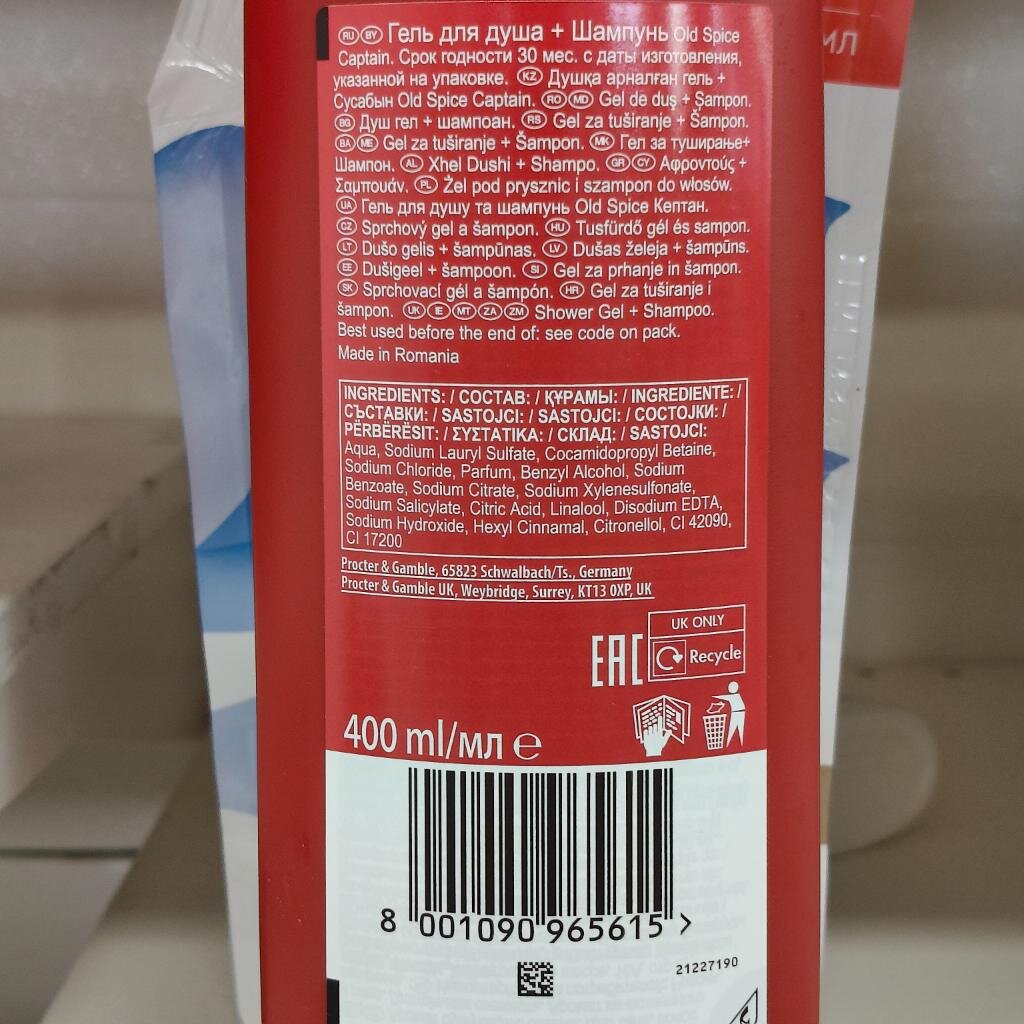 RU BY Гель для душа + Шампунь Old Spice
Captain. Срок годности 30 мес. с даты изготовления,
указанной на упаковке. KZ Душқа арналған гель +
Сусабын Old Spice Captain. RO MD Gel de duş + Șampon.
BG Душ гел + шампоан. RS Gel za tuširanje + Šampon.
BA ME Gel za tuširanje + Šampon. MK Гел за туширање+
Шампон. AL Xhel Dushi + Shampo. GR CY Αφροντούς +
Σαμπουάν. PL Żel pod prysznic i szampon do włosów.
UA Гель для душу та шампунь Old Spice Кептан.
CZ Sprchový gel a šampon. HU Tusfürdő gél és sampon.
LT Dušo gelis + šampūnas. LV Dušas želeja + šampūns.
EE Dušigeel + šampoon. SI Gel za prhanje in šampon.
SK Sprchovací gél a šampón. HR Gel za tuširanje i
šampon. UK IE MT ZA ZM Shower Gel + Shampoo.
Best used before the end of: see code on pack.
Made in Romania
INGREDIENTS: / СОСТАВ: / ҚҰРАМЫ: / INGREDIENTE: /
СЪСТАВКИ: / SASTOJCI: / SASTOJCI: / СОСТОЈКИ: /
PËRBËRËSIT: / ΣΥΣΤΑΤΙΚΑ: / СКЛАД: / SASTOJCI:
Aqua, Sodium Lauryl Sulfate, Cocamidopropyl Betaine,
Sodium Chloride, Parfum, Benzyl Alcohol, Sodium
Benzoate, Sodium Citrate, Sodium Xylenesulfonate,
Sodium Salicylate, Citric Acid, Linalool, Disodium EDTA,
Sodium Hydroxide, Hexyl Cinnamal, Citronellol, CI 42090,
CI 17200
Procter & Gamble, 65823 Schwalbach/Ts., Germany
Procter & Gamble UK, Weybridge, Surrey, KT13 0XP, UK
EAC
UK ONLY
Recycle
400 ml/мл e
8 001090 965615 >
21227190
мл